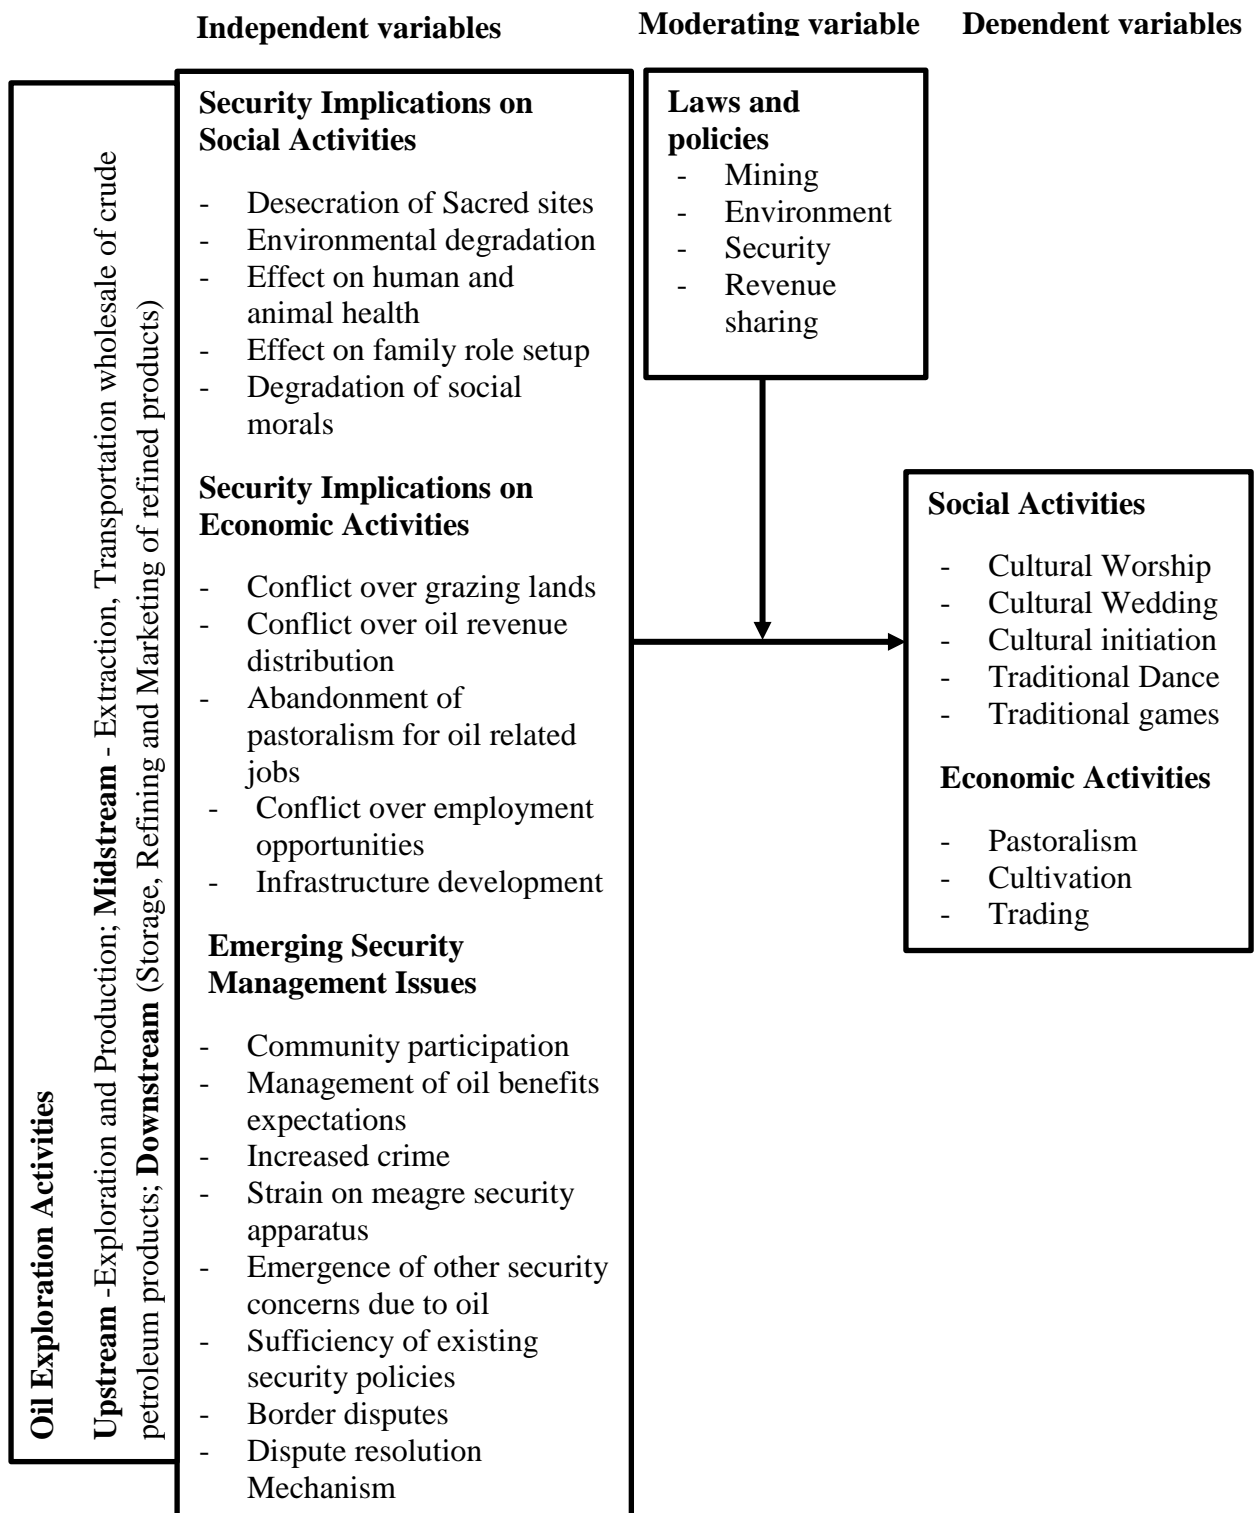 Independent variables
Moderating variable
Dependent variables
Oil Exploration Activities
Upstream -Exploration and Production; Midstream - Extraction, Transportation wholesale of crude
petroleum products; Downstream (Storage, Refining and Marketing of refined products)
Security Implications on
Social Activities
- Desecration of Sacred sites
- Environmental degradation
- Effect on human and
animal health
- Effect on family role setup
- Degradation of social
morals
Security Implications on
Economic Activities
- Conflict over grazing lands
- Conflict over oil revenue
distribution
- Abandonment of
pastoralism for oil related
jobs
- Conflict over employment
opportunities
- Infrastructure development
Emerging Security
Management Issues
- Community participation
- Management of oil benefits
expectations
- Increased crime
- Strain on meagre security
apparatus
- Emergence of other security
concerns due to oil
- Sufficiency of existing
security policies
- Border disputes
- Dispute resolution
Mechanism
Laws and
policies
- Mining
- Environment
- Security
- Revenue
sharing
Social Activities
- Cultural Worship
- Cultural Wedding
- Cultural initiation
- Traditional Dance
- Traditional games
Economic Activities
- Pastoralism
- Cultivation
- Trading